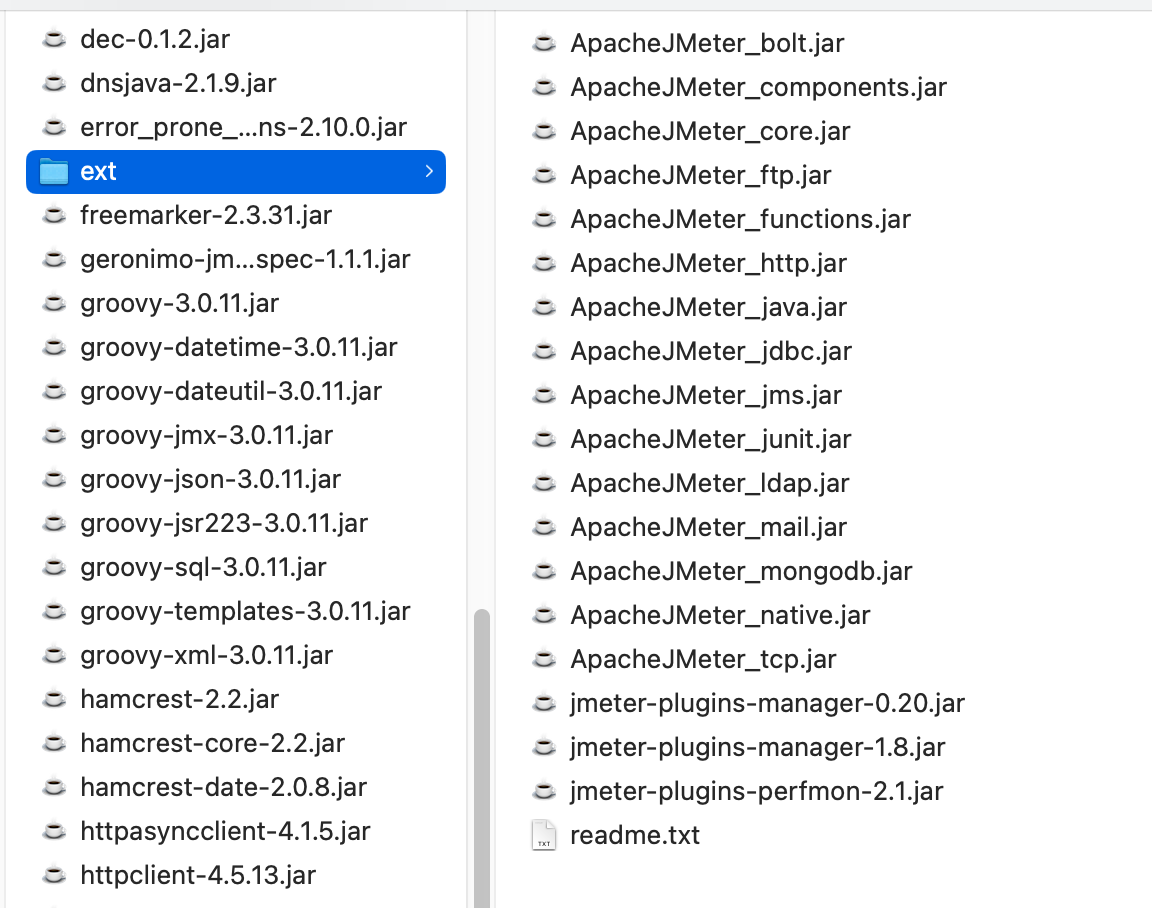 dec-0.1.2.jar
dnsjava-2.1.9.jar
error_prone_...ns-2.10.0.jar
ext
freemarker-2.3.31.jar
geronimo-jm...spec-1.1.1.jar
groovy-3.0.11.jar
groovy-datetime-3.0.11.jar
groovy-dateutil-3.0.11.jar
groovy-jmx-3.0.11.jar
groovy-json-3.0.11.jar
groovy-jsr223-3.0.11.jar
groovy-sql-3.0.11.jar
groovy-templates-3.0.11.jar
groovy-xml-3.0.11.jar
hamcrest-2.2.jar
hamcrest-core-2.2.jar
hamcrest-date-2.0.8.jar
httpasyncclient-4.1.5.jar
httpclient-4.5.13.jar
ApacheJMeter_bolt.jar
ApacheJMeter_components.jar
ApacheJMeter_core.jar
ApacheJMeter_ftp.jar
ApacheJMeter_functions.jar
ApacheJMeter_http.jar
ApacheJMeter_java.jar
ApacheJMeter_jdbc.jar
ApacheJMeter_jms.jar
ApacheJMeter_junit.jar
ApacheJMeter_ldap.jar
ApacheJMeter_mail.jar
ApacheJMeter_mongodb.jar
ApacheJMeter_native.jar
ApacheJMeter_tcp.jar
jmeter-plugins-manager-0.20.jar
jmeter-plugins-manager-1.8.jar
jmeter-plugins-perfmon-2.1.jar
TXT
readme.txt